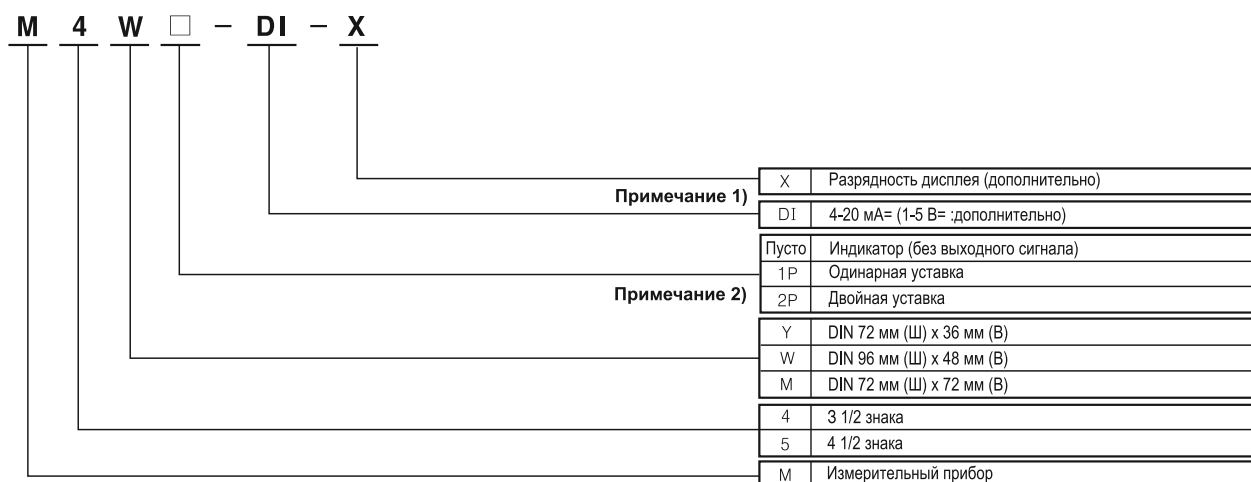 M 4 W □ – DI – X
X Разрядность дисплея (дополнительно)
Примечание 1)
DI 4-20 мА= (1-5 В= :дополнительно)
Пусто Индикатор (без выходного сигнала)
1P Одинарная уставка
Примечание 2)
2P Двойная уставка
Y DIN 72 мм (Ш) x 36 мм (В)
W DIN 96 мм (Ш) x 48 мм (В)
M DIN 72 мм (Ш) x 72 мм (В)
4 3 1/2 знака
5 4 1/2 знака
M Измерительный прибор